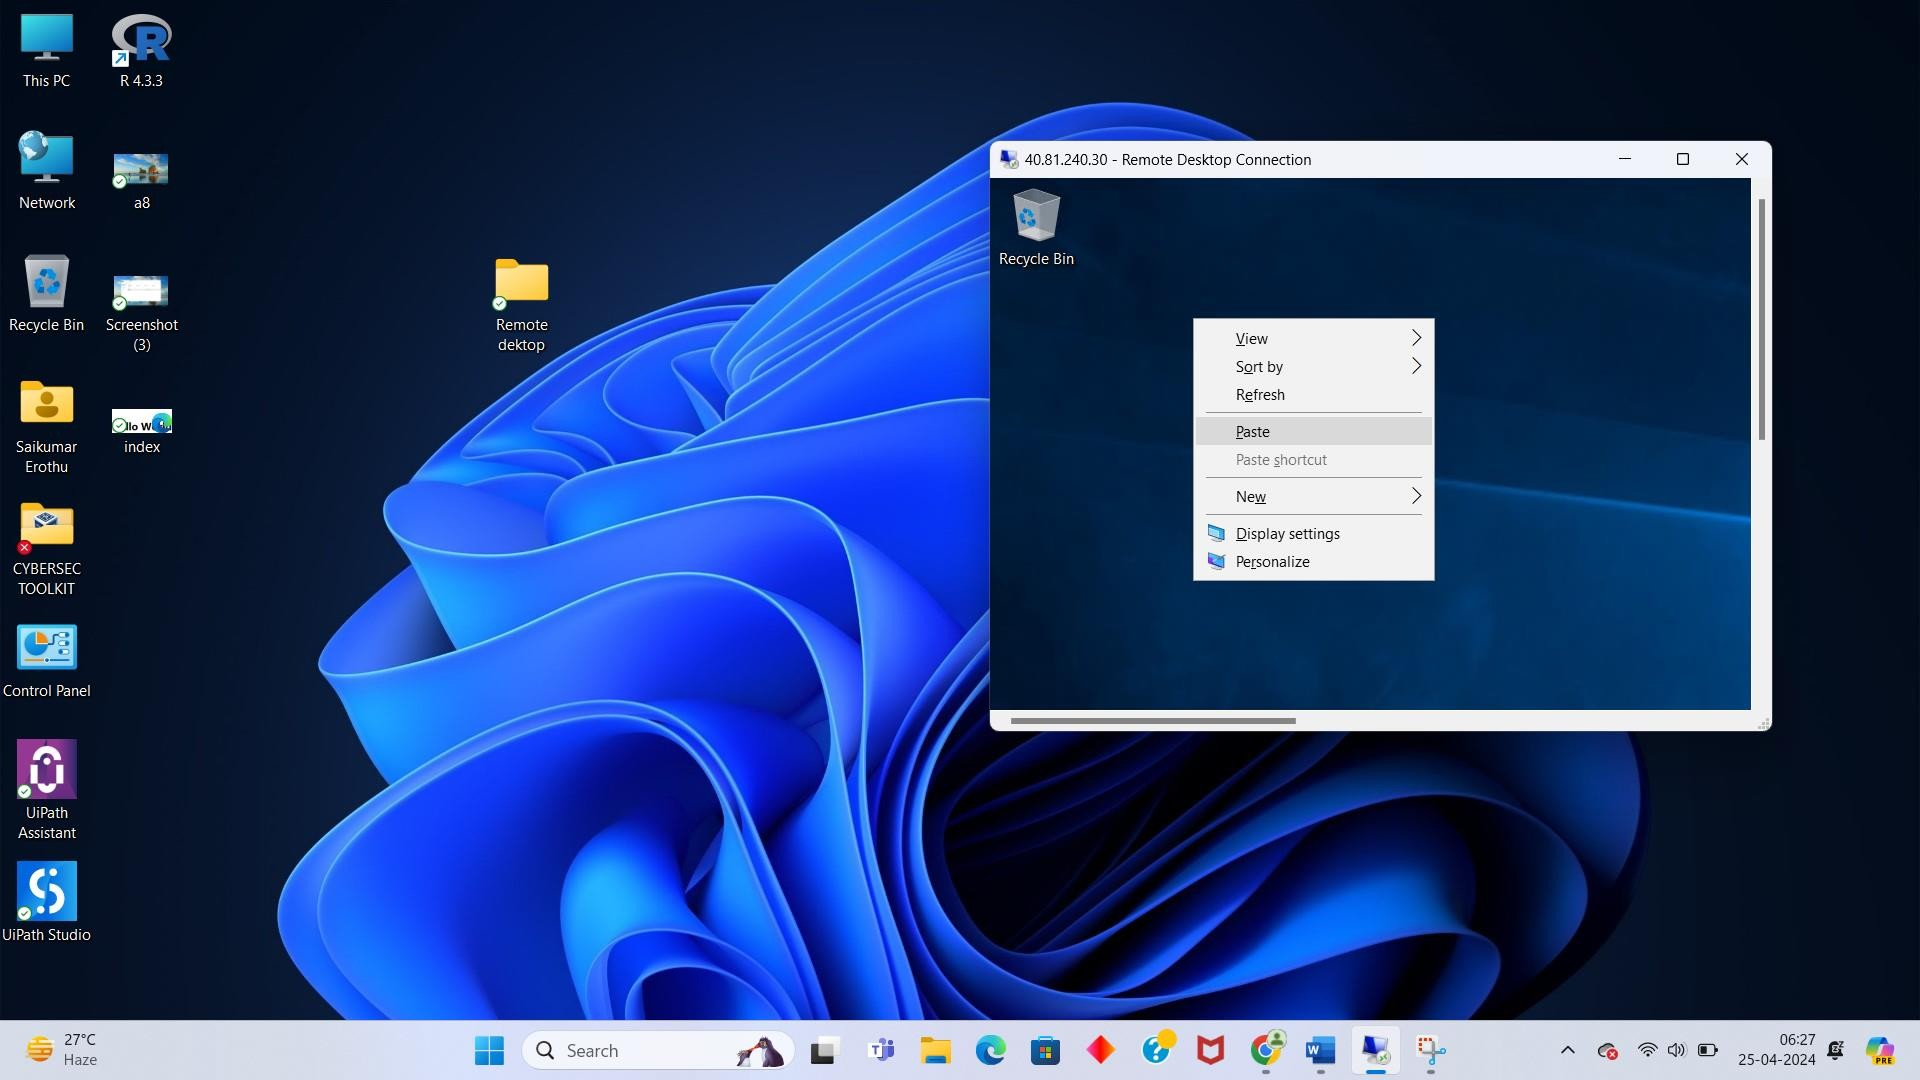 This PC
R 4.3.3
Network
a8
Recycle Bin
Screenshot
(3)
Saikumar
Erothu
index
CYBERSEC
TOOLKIT
Control Panel
UiPath
Assistant
UiPath Studio
Remote
dektop
40.81.240.30 - Remote Desktop Connection
Recycle Bin
View
Sort by
Refresh
Paste
Paste shortcut
New
Display settings
Personalize
27°C
Haze
Search
06:27
25-04-2024
PRE